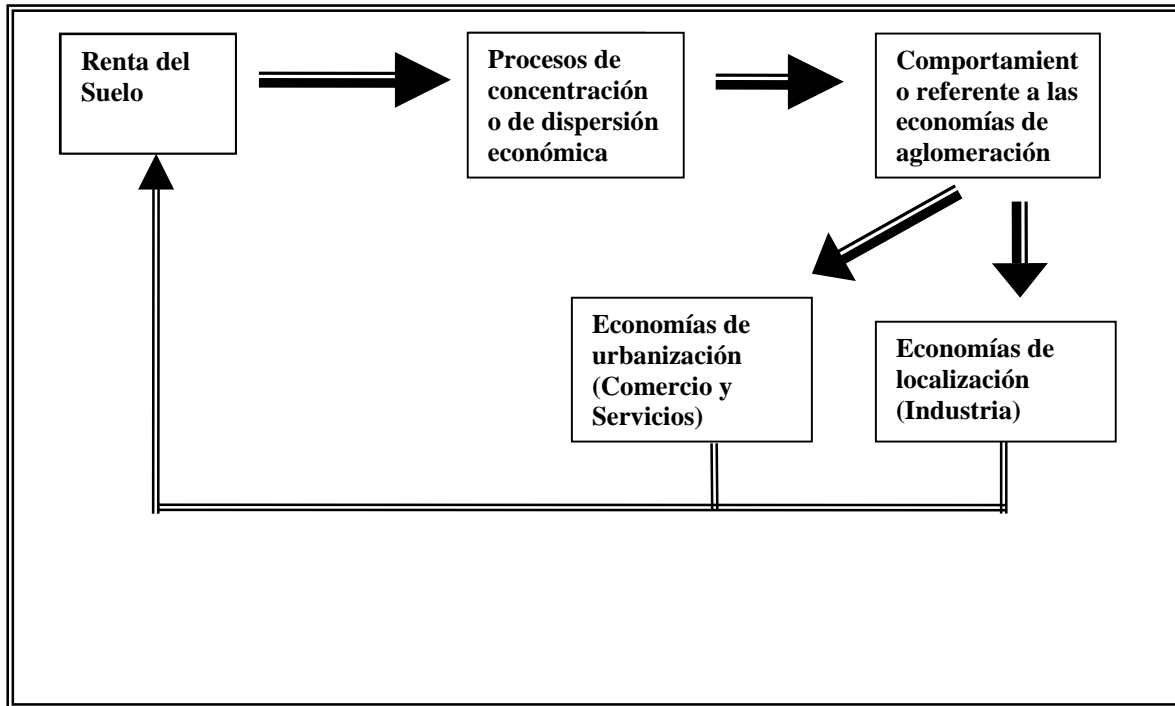 Renta del
Suelo
Procesos de
concentración
o de dispersión
económica
Comportamient
o referente a las
economías de
aglomeración
Economías de
urbanización
(Comercio y
Servicios)
Economías de
localización
(Industria)